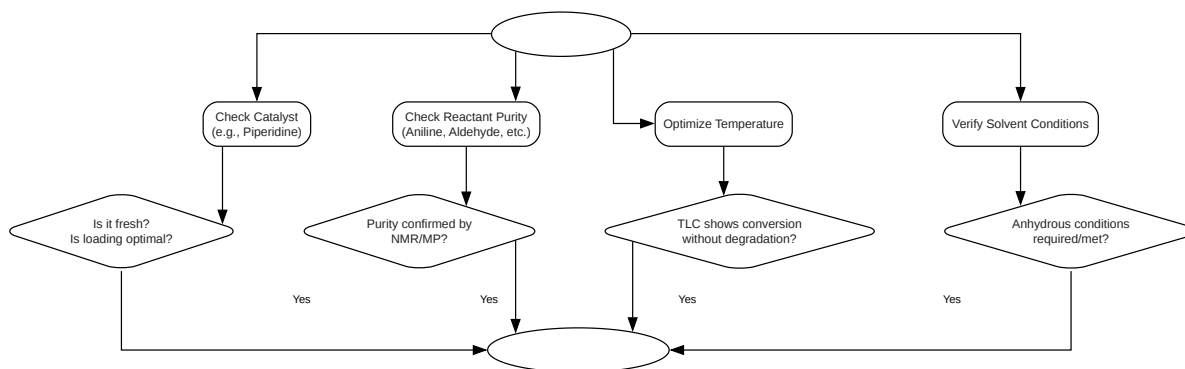 Check Catalyst
(e.g., Piperidine)
Check Reactant Purity
(Aniline, Aldehyde, etc.)
Optimize Temperature
Verify Solvent Conditions
Is it fresh?
Is loading optimal?
Purity confirmed by
NMR/MP?
TLC shows conversion
without degradation?
Anhydrous conditions
required/met?
Yes
Yes
Yes
Yes